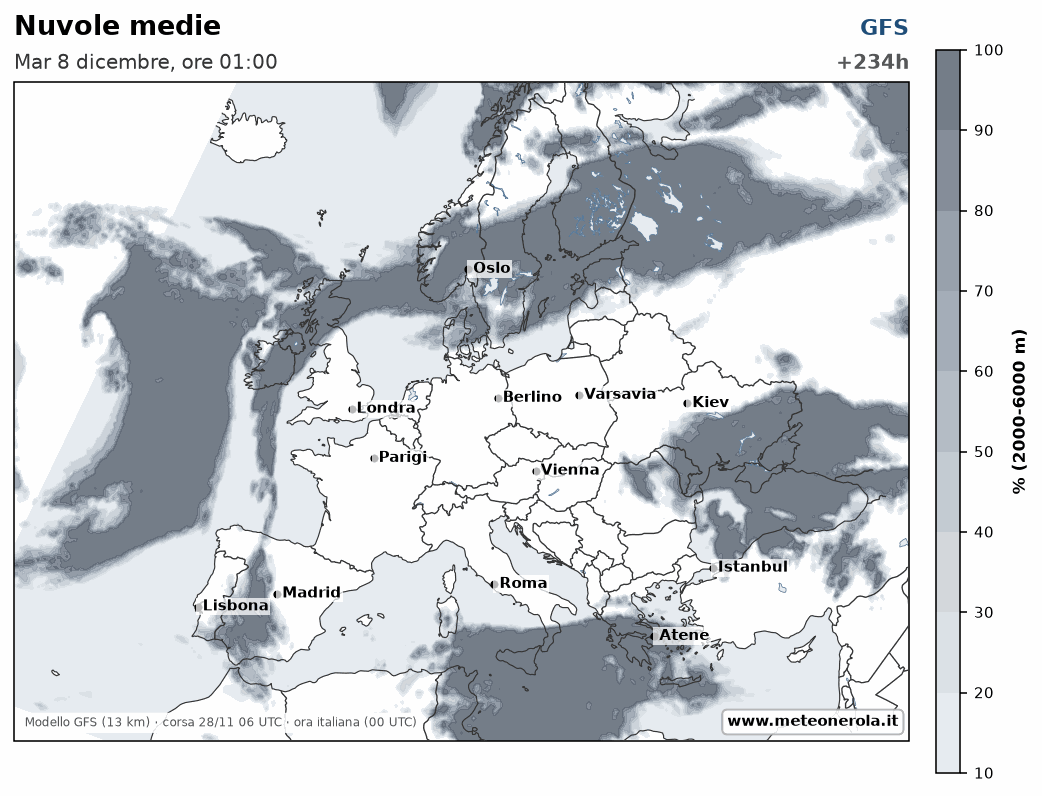 Nuvole medie
GFS
Mar 8 dicembre, ore 01:00
+234h
100
90
80
70
60
50
40
30
20
10
% (2000-6000 m)
Oslo
Berlino
Varsavia
Kiev
Londra
Parigi
Vienna
Istanbul
Roma
Madrid
Lisbona
Atene
Modello GFS (13 km) · corsa 28/11 06 UTC · ora italiana (00 UTC)
www.meteonerola.it